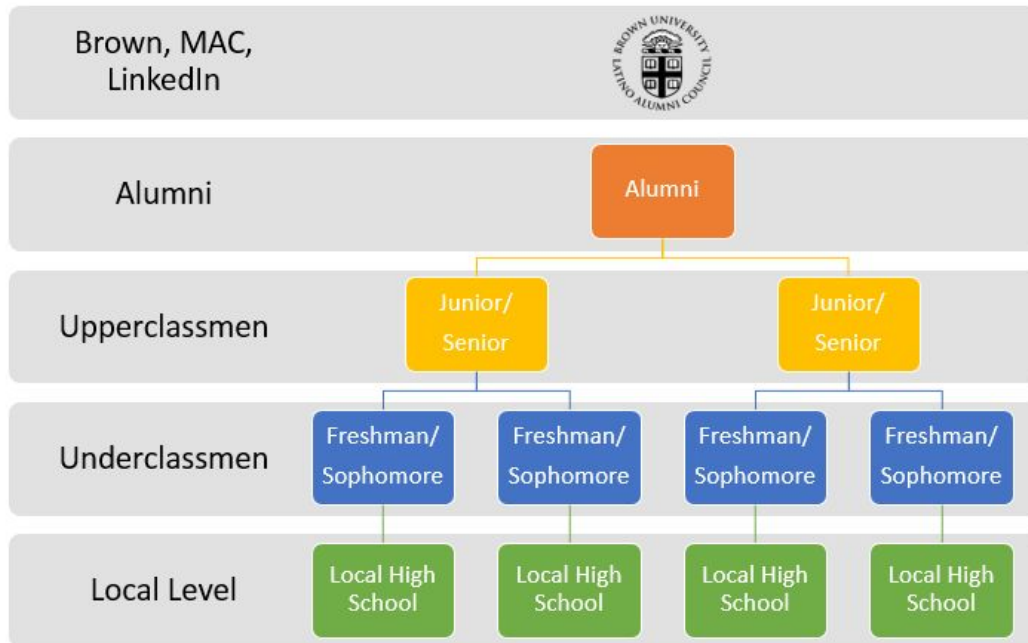 Brown, MAC,
LinkedIn
BROWN UNIVERSITY
LATINO ALUMNI COUNCIL
Alumni
Alumni
Upperclassmen
Junior/
Senior
Junior/
Senior
Underclassmen
Freshman/
Sophomore
Freshman/
Sophomore
Freshman/
Sophomore
Freshman/
Sophomore
Local Level
Local High
School
Local High
School
Local High
School
Local High
School